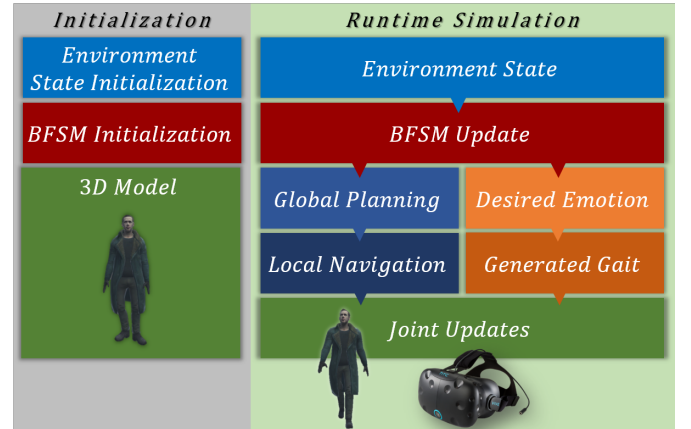 Initialization
Environment
State Initialization
BFSM Initialization
3D Model
Runtime Simulation
Environment State
BFSM Update
Global Planning
Desired Emotion
Local Navigation
Generated Gait
Joint Updates